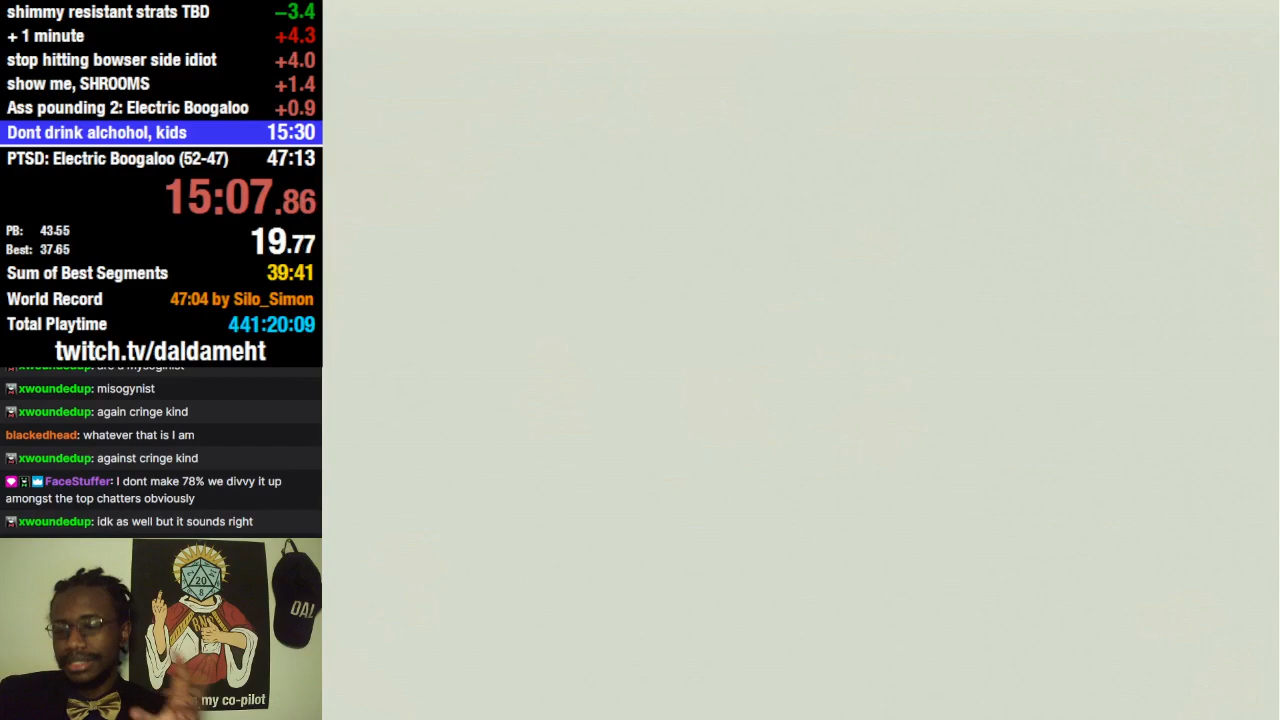 shimmy resistant strats TBD −3.4
+ 1 minute +4.3
stop hitting bowser side idiot +4.0
show me, SHROOMS +1.4
Ass pounding 2: Electric Boogaloo +0.9
Dont drink alchohol, kids 15:30
PTSD: Electric Boogaloo (52-47) 47:13
15:07.86
PB: 43.55
Best: 37.65
19.77
Sum of Best Segments 39:41
World Record 47:04 by Silo_Simon
Total Playtime 441:20:09
twitch.tv/daldameht
xwoundedup: misogynist
xwoundedup: again cringe kind
blackedhead: whatever that is I am
xwoundedup: against cringe kind
FaceStuffer: I dont make 78% we divvy it up
amongst the top chatters obviously
xwoundedup: idk as well but it sounds right
20
8
DAL
my co-pilot